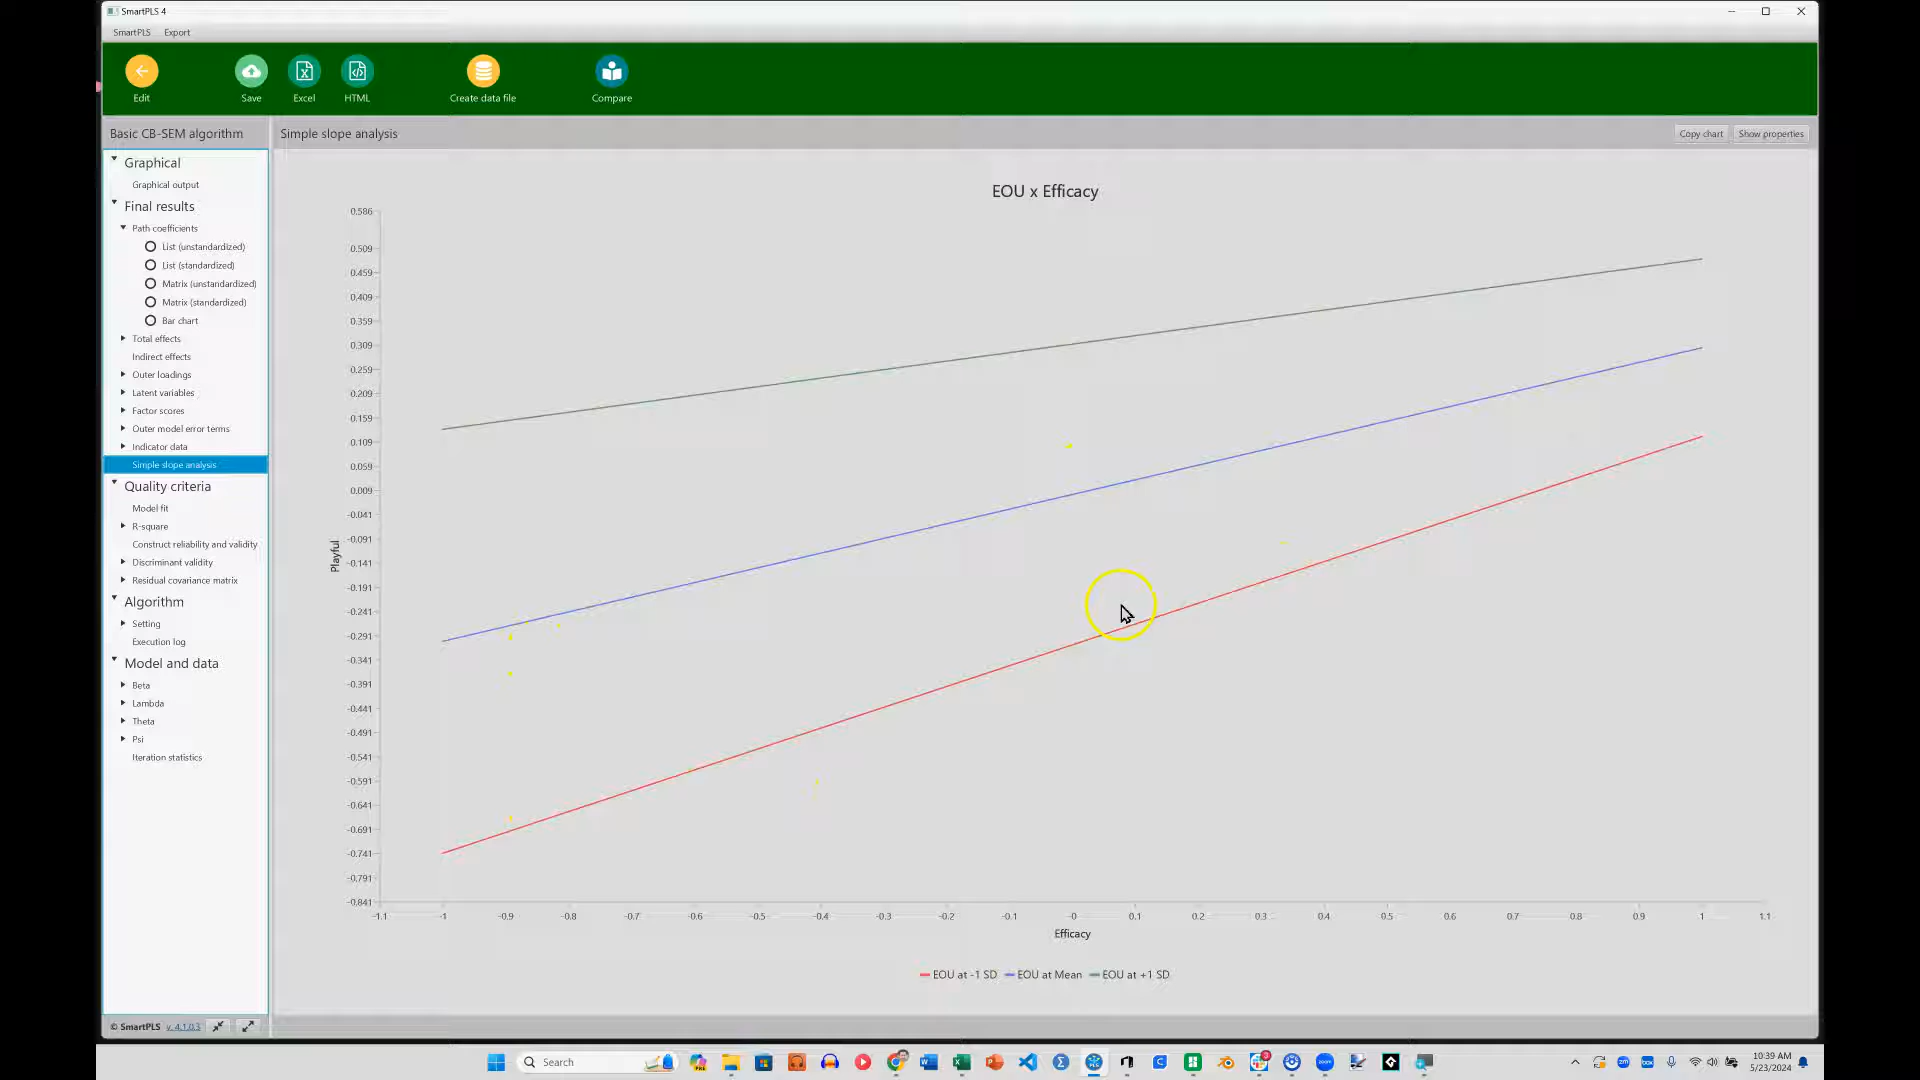 SmartPLS 4
SmartPLS Export
Edit Save Excel HTML Create data file Compare
Basic CB-SEM algorithm
Simple slope analysis
Copy chart Show properties
Graphical
Graphical output
Final results
Path coefficients
List (unstandardized)
List (standardized)
Matrix (unstandardized)
Matrix (standardized)
Bar chart
Total effects
Indirect effects
Outer loadings
Latent variables
Factor scores
Outer model error terms
Indicator data
Simple slope analysis
Quality criteria
Model fit
R-square
Construct reliability and validity
Discriminant validity
Residual covariance matrix
Algorithm
Setting
Execution log
Model and data
Beta
Lambda
Theta
Psi
Iteration statistics
© SmartPLS v. 4.1.0.3
EOU x Efficacy
0.586
0.509
0.459
0.409
0.359
0.309
0.259
0.209
0.159
0.109
0.059
0.009
-0.041
-0.091
-0.141
-0.191
-0.241
-0.291
-0.341
-0.391
-0.441
-0.491
-0.541
-0.591
-0.641
-0.691
-0.741
-0.791
-0.841
Playful
-1.1 -1 -0.9 -0.8 -0.7 -0.6 -0.5 -0.4 -0.3 -0.2 -0.1 -0 0.1 0.2 0.3 0.4 0.5 0.6 0.7 0.8 0.9 1 1.1
Efficacy
EOU at -1 SD EOU at Mean EOU at +1 SD
Search
10:39 AM
5/23/2024